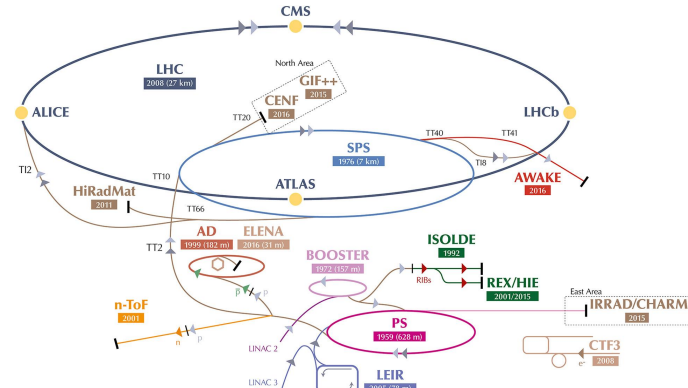 CMS
North Area
LHC
2008 (27 km)
GIF++
2015
CENF
2016
ALICE
LHCb
TT20
TT40
TT41
SPS
1976 (7 km)
TI2
TT10
TI8
ATLAS
AWAKE
2016
HiRadMat
2011
TT66
AD
1999 (182 m)
ELENA
2016 (31 m)
TT2
BOOSTER
1972 (157 m)
ISOLDE
1992
RIBs
REX/HIE
2001/2015
p
p
East Area
n-ToF
2001
IRRAD/CHARM
2015
PS
1959 (628 m)
n
p
LINAC 2
CTF3
2008
e-
LINAC 3
LEIR